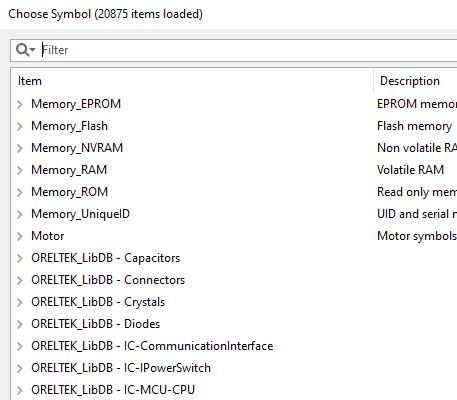 Choose Symbol (20875 items loaded)
Filter
Item Description
Memory_EPROM EPROM memo
Memory_Flash Flash memory
Memory_NVRAM Non volatile RA
Memory_RAM Volatile RAM
Memory_ROM Read only mem
Memory_UniqueID UID and serial n
Motor Motor symbols
ORELTEK_LibDB - Capacitors
ORELTEK_LibDB - Connectors
ORELTEK_LibDB - Crystals
ORELTEK_LibDB - Diodes
ORELTEK_LibDB - IC-CommunicationInterface
ORELTEK_LibDB - IC-IPowerSwitch
ORELTEK_LibDB - IC-MCU-CPU